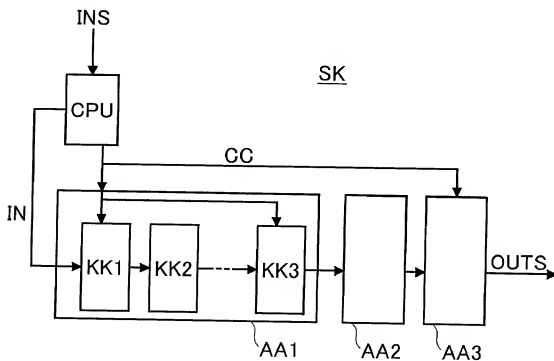 INS
SK
CPU
CC
IN
KK1
KK2
KK3
OUTS
AA1
AA2
AA3